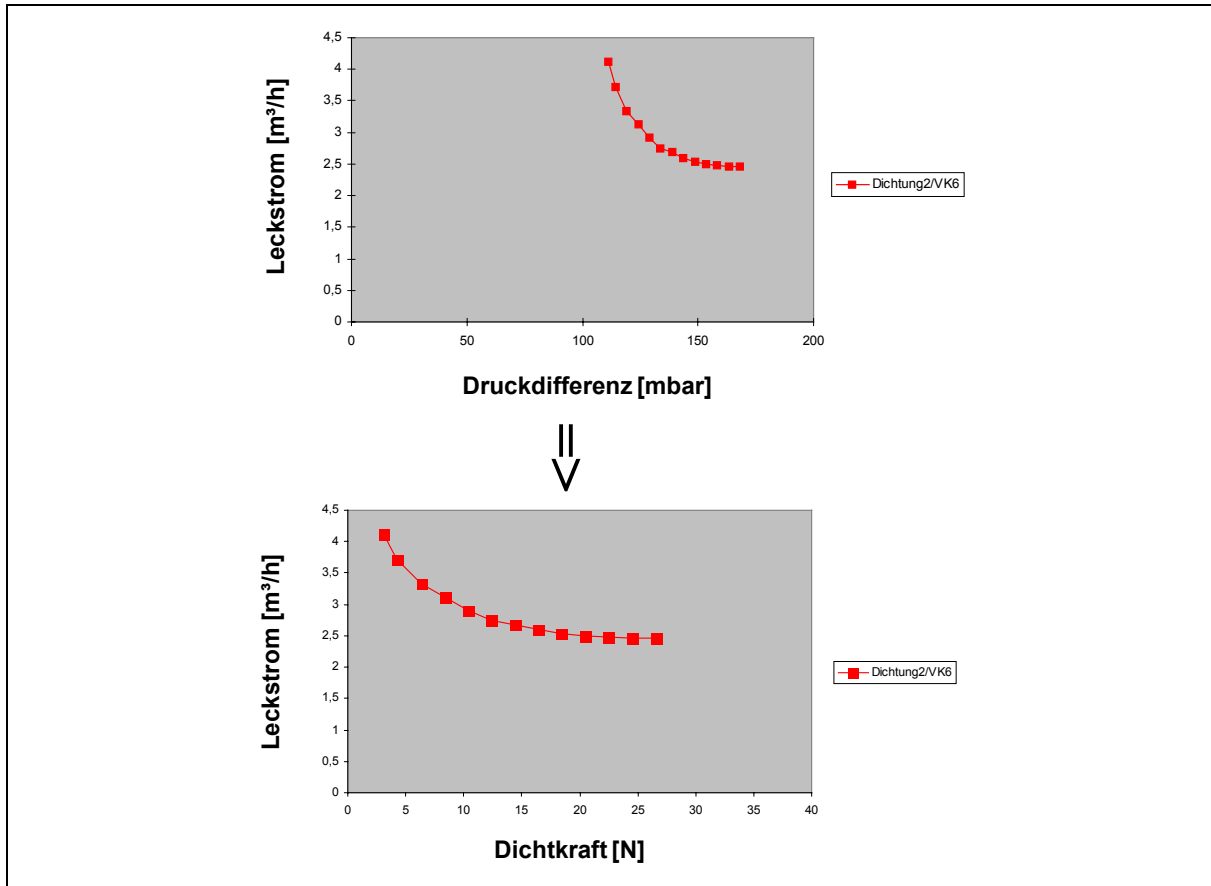 4,5
4
3,5
3
2,5
2
1,5
1
0,5
0
Leckstrom [m³/h]
0 50 100 150 200
Druckdifferenz [mbar]
Dichtung2/VK6
4,5
4
3,5
3
2,5
2
1,5
1
0,5
0
Leckstrom [m³/h]
0 5 10 15 20 25 30 35 40
Dichtkraft [N]
Dichtung2/VK6